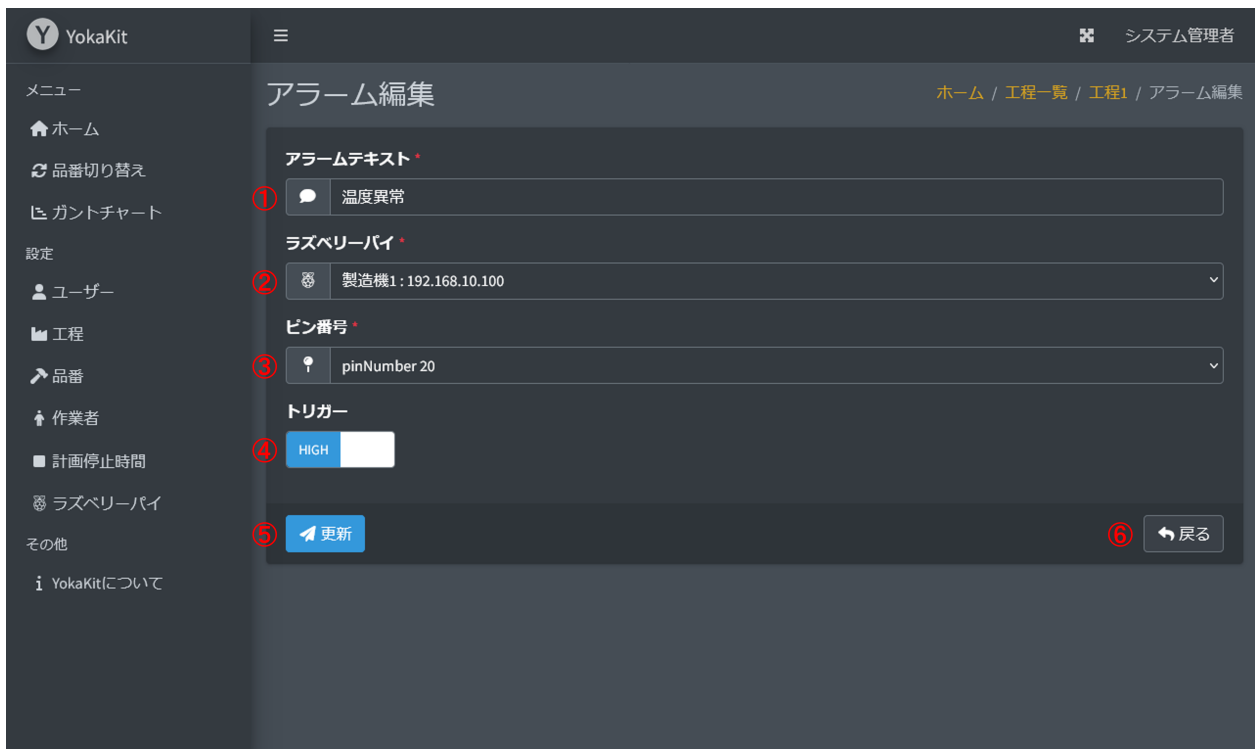 Y YokaKit
システム管理者
メニュー
ホーム
品番切り替え
ガントチャート
設定
ユーザー
工程
品番
作業者
計画停止時間
ラズベリーパイ
その他
i YokaKitについて
アラーム編集
ホーム / 工程一覧 / 工程1 / アラーム編集
アラームテキスト *
① 温度異常
ラズベリーパイ *
② 製造機1 : 192.168.10.100
ピン番号 *
③ pinNumber 20
トリガー
④ HIGH
⑤ 更新
⑥ 戻る